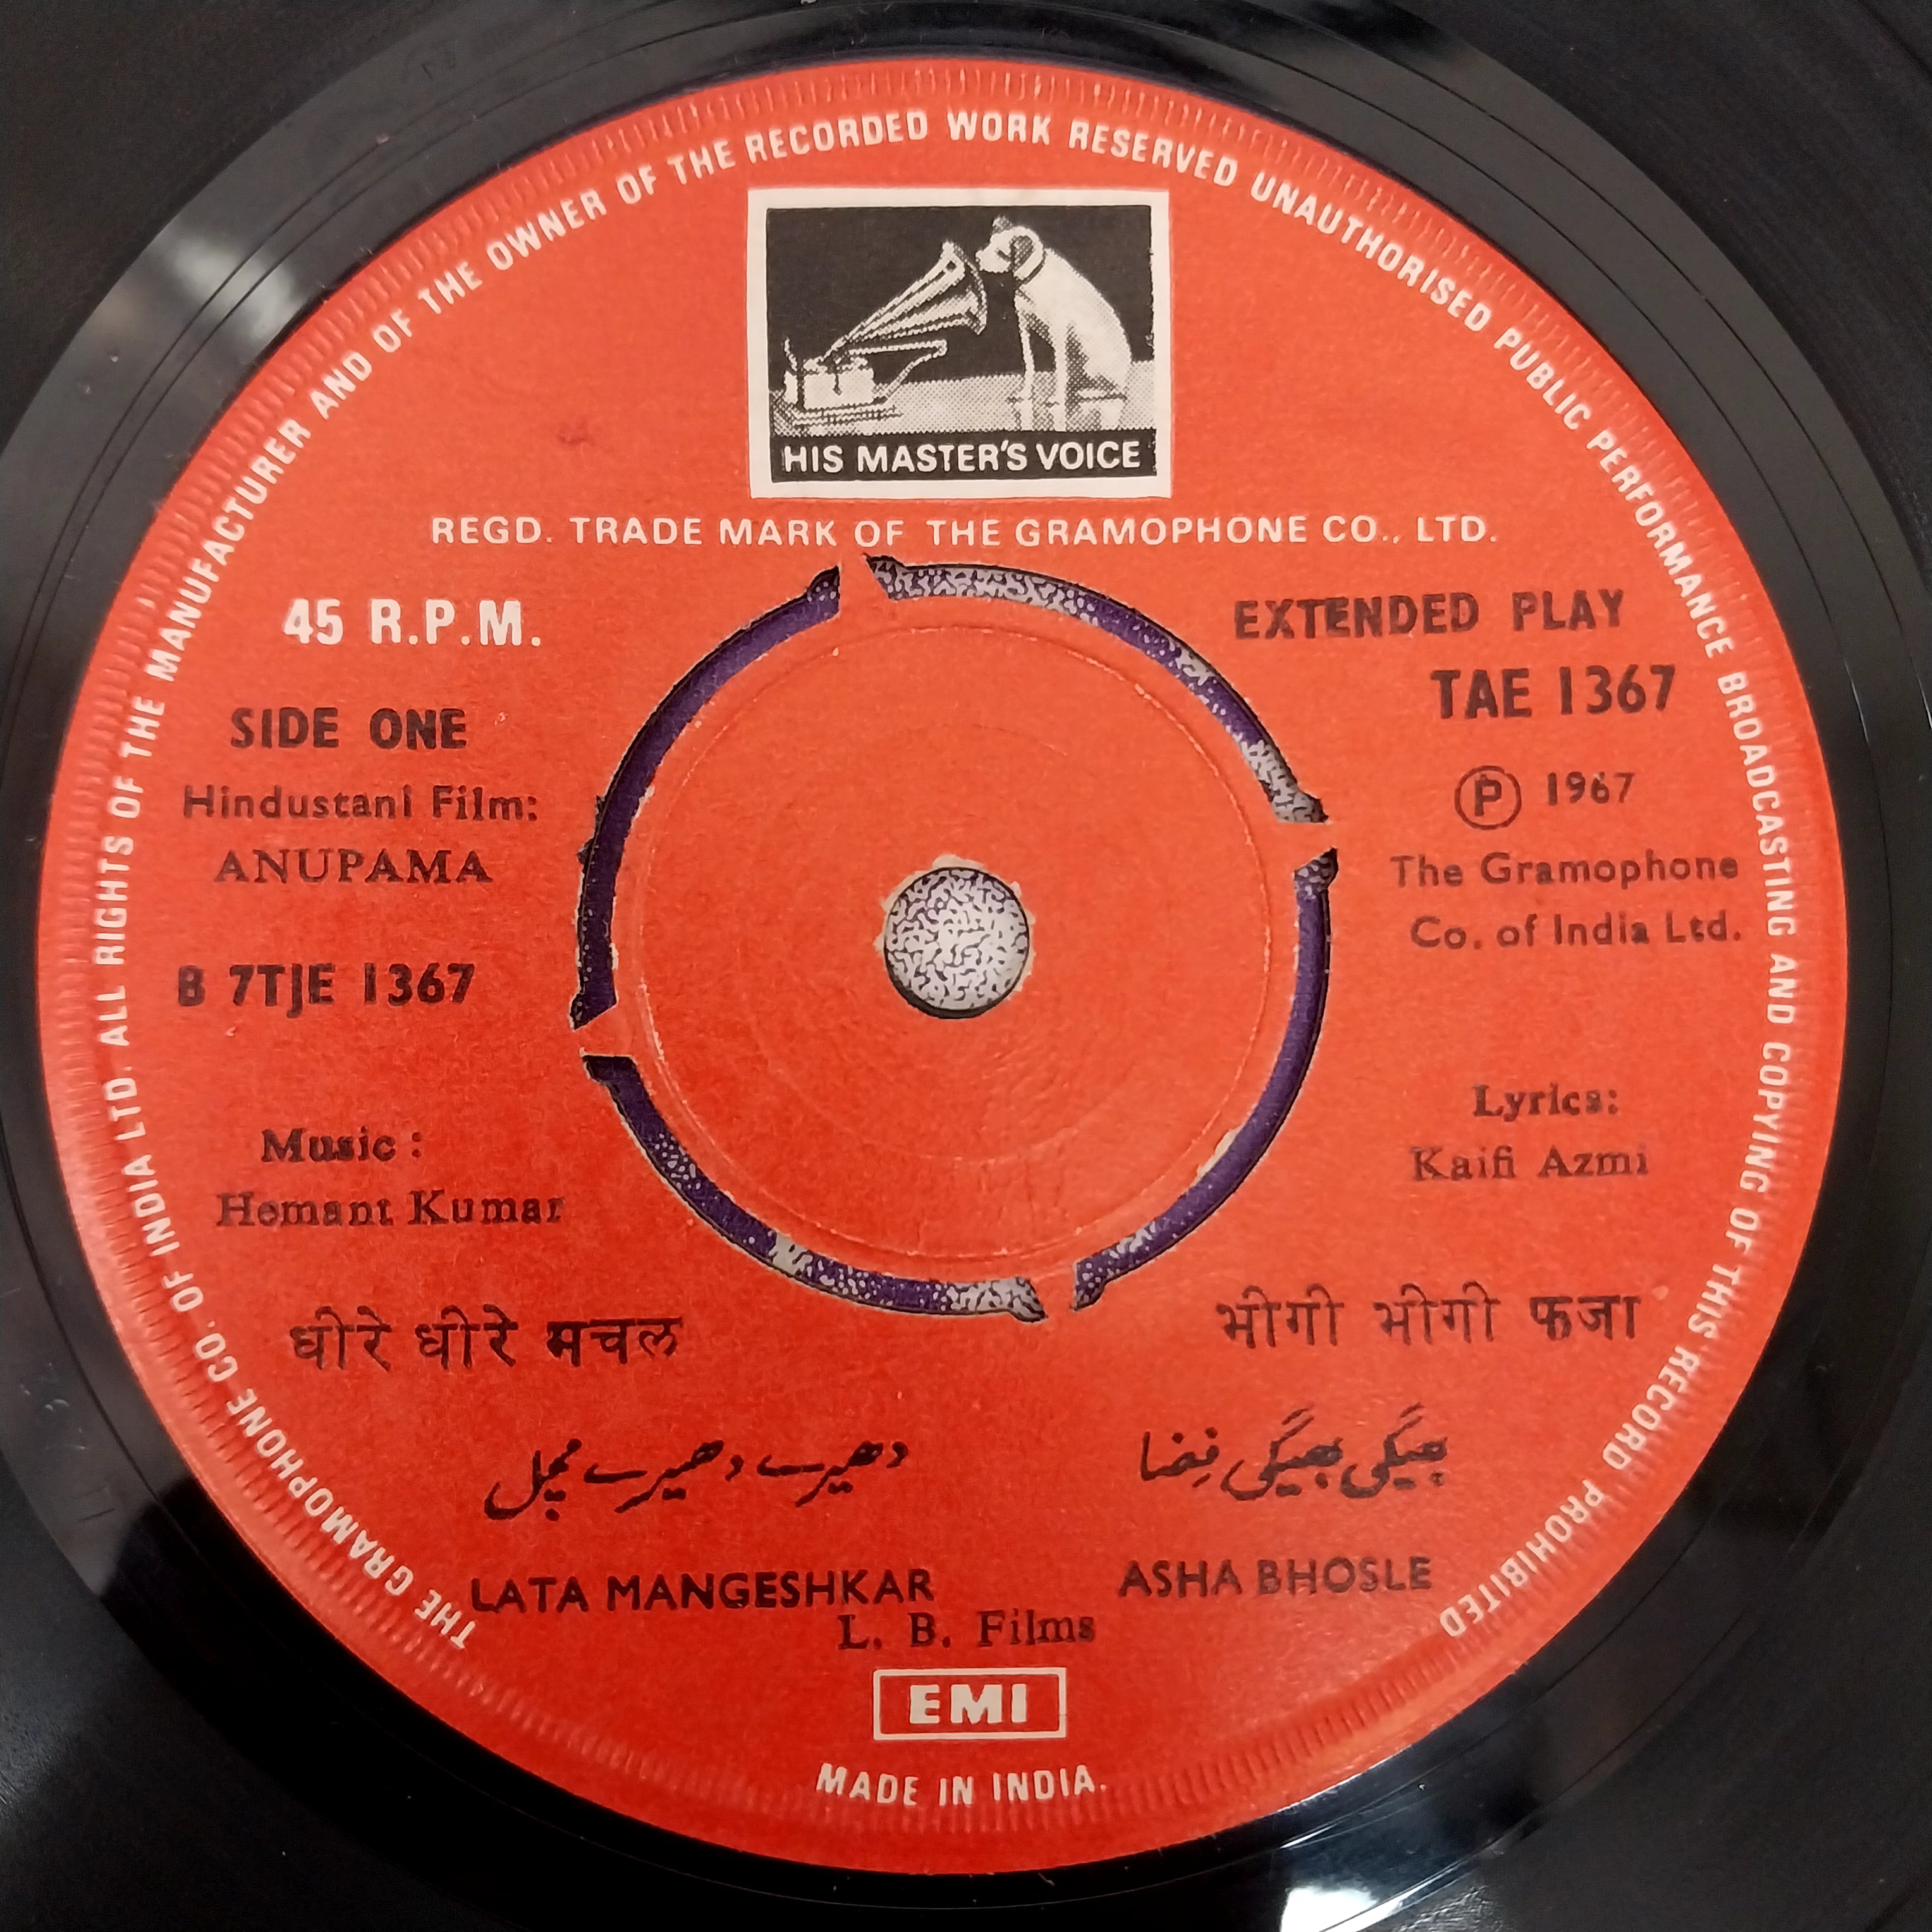 THE GRAMOPHONE CO. OF INDIA LTD. ALL RIGHTS OF THE MANUFACTURER AND OF THE OWNER OF THE RECORDED WORK RESERVED UNAUTHORISED PUBLIC PERFORMANCE BROADCASTING AND COPYING OF THIS RECORD PROHIBITED
HIS MASTER'S VOICE
REGD. TRADE MARK OF THE GRAMOPHONE CO., LTD.
45 R.P.M.
EXTENDED PLAY
SIDE ONE
TAE 1367
Hindustani Film:
ANUPAMA
Ⓟ 1967
The Gramophone
Co. of India Ltd.
B 7TJE 1367
Music :
Hemant Kumar
Lyrics:
Kaifi Azmi
धीरे धीरे मचल
भीगी भीगी फजा
دھیرے دھیرے مچل
بھیگی بھیگی فضا
LATA MANGESHKAR
ASHA BHOSLE
L. B. Films
EMI
MADE IN INDIA.